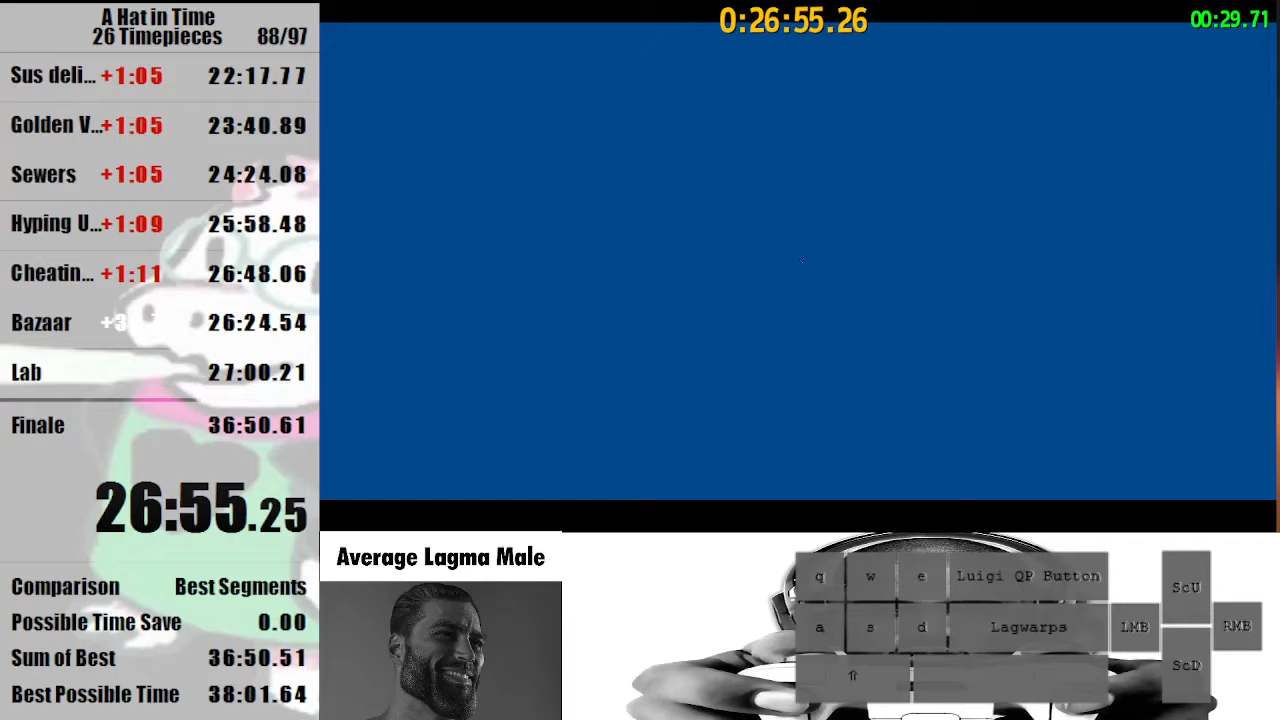 A Hat in Time
26 Timepieces 88/97
Sus deli... +1:05 22:17.77
Golden V...+1:05 23:40.89
Sewers +1:05 24:24.08
Hyping U...+1:09 25:58.48
Cheatin... +1:11 26:48.06
Bazaar +3 26:24.54
Lab 27:00.21
Finale 36:50.61
26:55.25
Comparison Best Segments
Possible Time Save 0.00
Sum of Best 36:50.51
Best Possible Time 38:01.64
0:26:55.26
00:29.71
Average Lagma Male
q w e Luigi QP Button
a s d Lagwarps
⇧
LMB
ScU
ScD
RMB